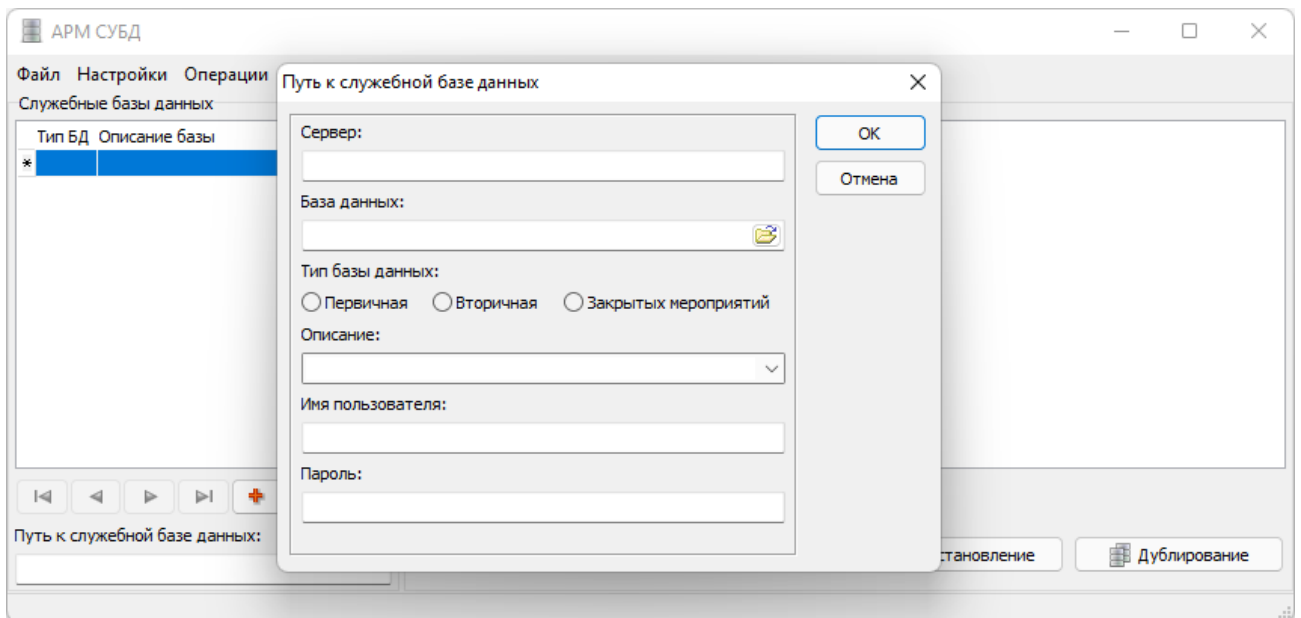 АРМ СУБД
Файл Настройки Операции
Служебные базы данных
Тип БД Описание базы
*
Путь к служебной базе данных:
Путь к служебной базе данных
Сервер:
База данных:
Тип базы данных:
Первичная Вторичная Закрытых мероприятий
Описание:
Имя пользователя:
Пароль:
ОК
Отмена
становление
Дублирование